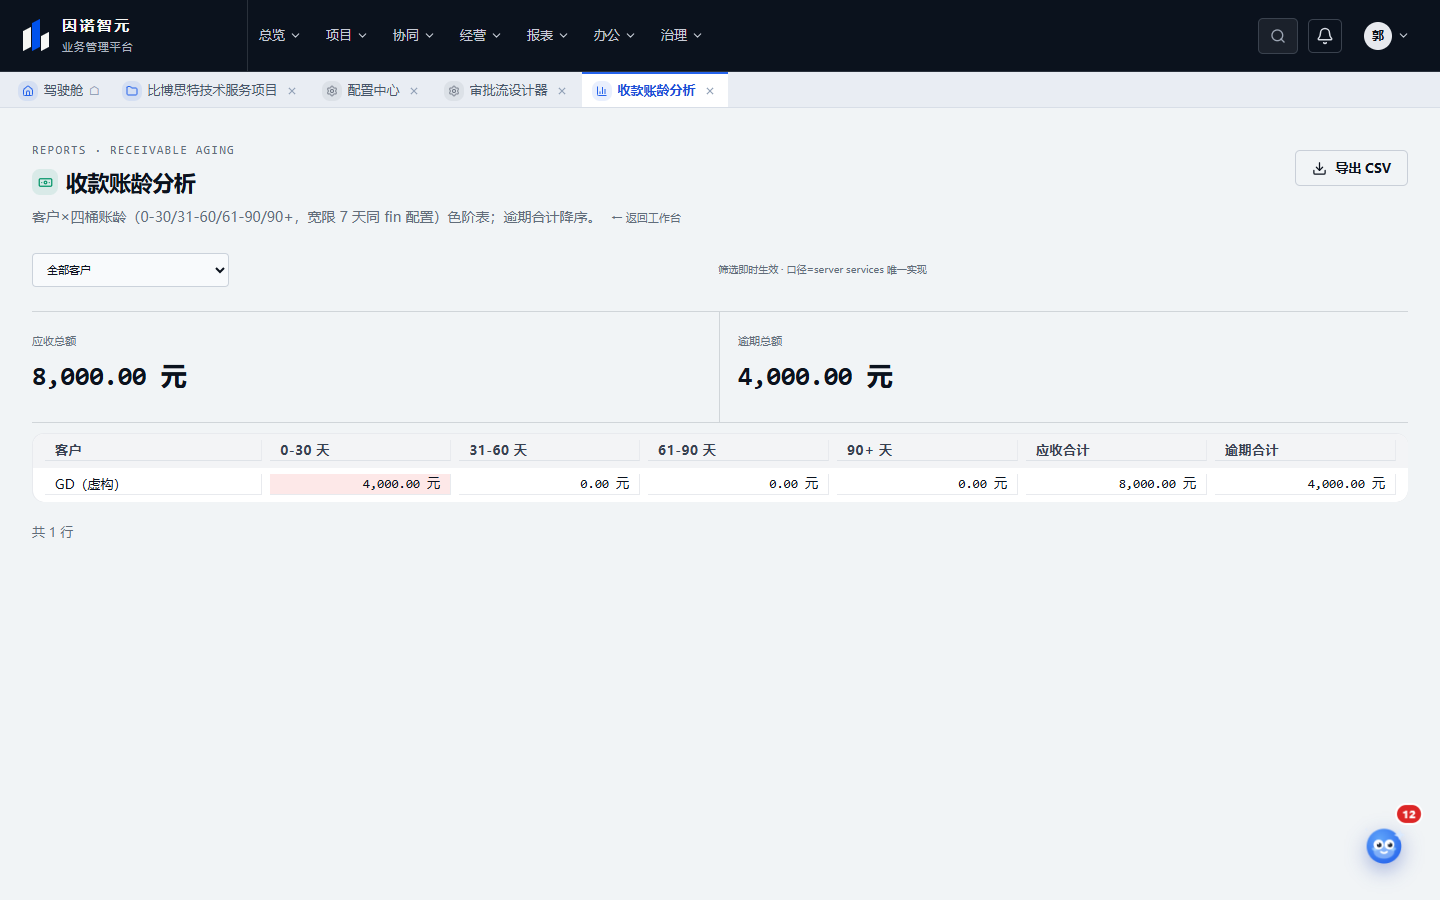 因诺智元
业务管理平台
总览 项目 协同 经营 报表 办公 治理
郭
驾驶舱 比博思特技术服务项目 × 配置中心 × 审批流设计器 × 收款账龄分析 ×
REPORTS · RECEIVABLE AGING
收款账龄分析
导出 CSV
客户×四桶账龄（0-30/31-60/61-90/90+，宽限 7 天同 fin 配置）色阶表；逾期合计降序。 ←返回工作台
全部客户
筛选即时生效 · 口径=server services 唯一实现
应收总额
8,000.00 元
逾期总额
4,000.00 元
客户 0-30 天 31-60 天 61-90 天 90+ 天 应收合计 逾期合计
GD（虚构） 4,000.00 元 0.00 元 0.00 元 0.00 元 8,000.00 元 4,000.00 元
共 1 行
12